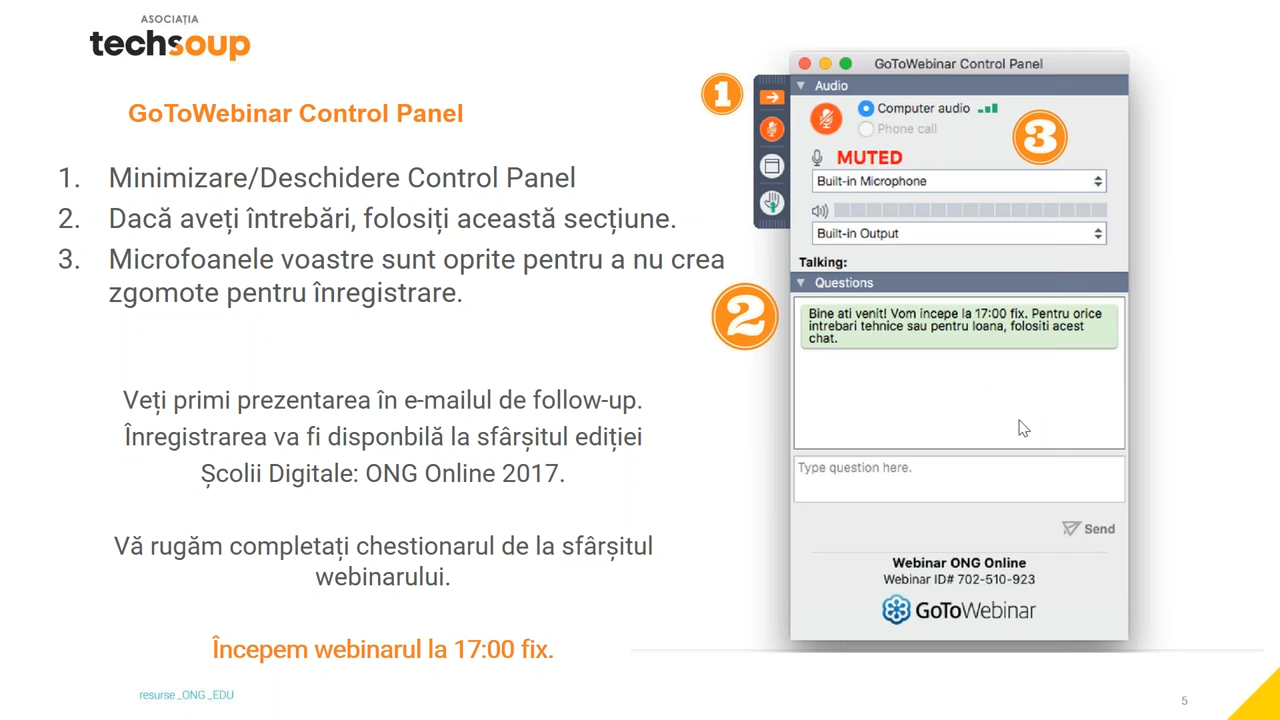 ASOCIAȚIA
techsoup
GoToWebinar Control Panel
1. Minimizare/Deschidere Control Panel
2. Dacă aveți întrebări, folosiți această secțiune.
3. Microfoanele voastre sunt oprite pentru a nu crea
zgomote pentru înregistrare.
Veți primi prezentarea în e-mailul de follow-up.
Înregistrarea va fi disponbilă la sfârșitul ediției
Școlii Digitale: ONG Online 2017.
Vă rugăm completați chestionarul de la sfârșitul
webinarului.
Începem webinarul la 17:00 fix.
resurse_ONG_EDU
1
GoToWebinar Control Panel
Audio
Computer audio
Phone call
3
MUTED
Built-in Microphone
Built-in Output
Talking:
Questions
2
Bine ati venit! Vom incepe la 17:00 fix. Pentru orice
intrebari tehnice sau pentru Ioana, folositi acest
chat.
Type question here.
Send
Webinar ONG Online
Webinar ID# 702-510-923
GoToWebinar
5